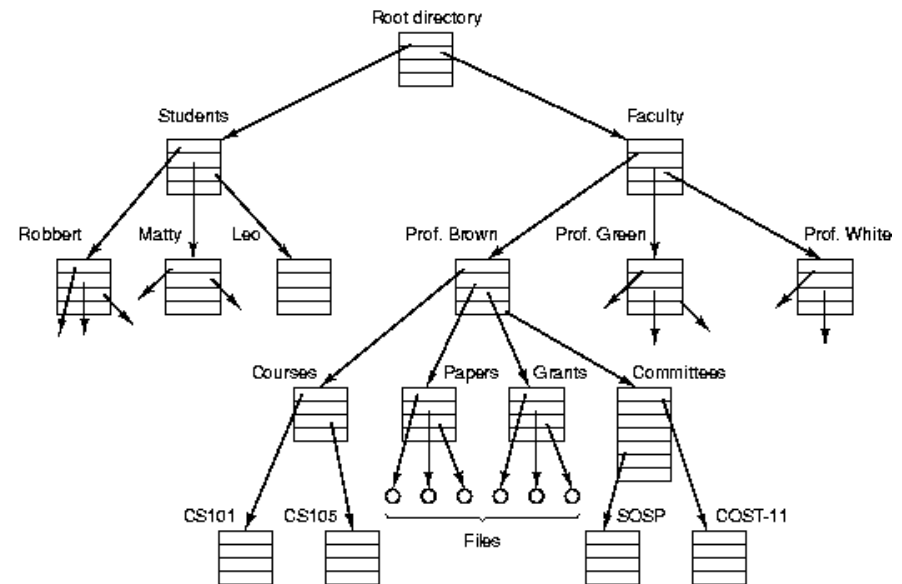 Root directory
Students
Faculty
Robbert
Matty
Leo
Prof. Brown
Prof. Green
Prof. White
Courses
Papers
Grants
Committees
CS101
CS105
Files
SOSP
COST-11